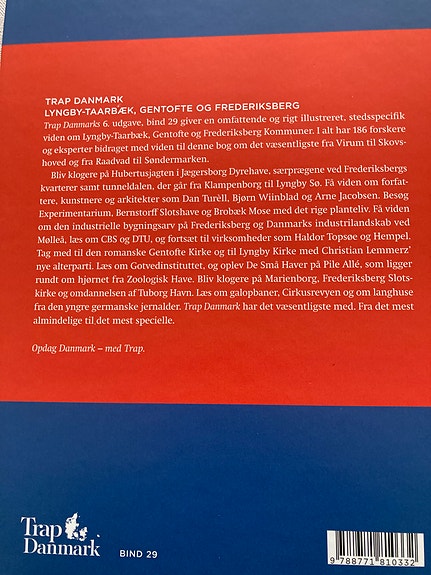 TRAP DANMARK
LYNGBY-TAARBÆK, GENTOFTE OG FREDERIKSBERG
Trap Danmarks 6. udgave, bind 29 giver en omfattende og rigt illustreret, stedsspecifik
viden om Lyngby-Taarbæk, Gentofte og Frederiksberg Kommuner. I alt har 186 forskere
og eksperter bidraget med viden til denne bog om det væsentligste fra Virum til Skovs-
hoved og fra Raadvad til Søndermarken.
Bliv klogere på Hubertusjagten i Jægersborg Dyrehave, særprægene ved Frederiksbergs
kvarterer samt tunneldalen, der går fra Klampenborg til Lyngby Sø. Få viden om forfat-
tere, kunstnere og arkitekter som Dan Turèll, Bjørn Wiinblad og Arne Jacobsen. Besøg
Experimentarium, Bernstorff Slotshave og Brobæk Mose med det rige planteliv. Få viden
om den industrielle bygningsarv på Frederiksberg og Danmarks industrilandskab ved
Mølleå, læs om CBS og DTU, og fortsæt til virksomheder som Haldor Topsøe og Hempel.
Tag med til den romanske Gentofte Kirke og til Lyngby Kirke med Christian Lemmerz'
nye alterparti. Læs om Gotvedinstituttet, og oplev De Små Haver på Pile Allé, som ligger
rundt om hjørnet fra Zoologisk Have. Bliv klogere på Marienborg, Frederiksberg Slots-
kirke og omdannelsen af Tuborg Havn. Læs om galopbaner, Cirkusrevyen og om langhuse
fra den yngre germanske jernalder. Trap Danmark har det væsentligste med. Fra det mest
almindelige til det mest specielle.
Opdag Danmark – med Trap.
Trap
Danmark
BIND 29
9 788771 810332